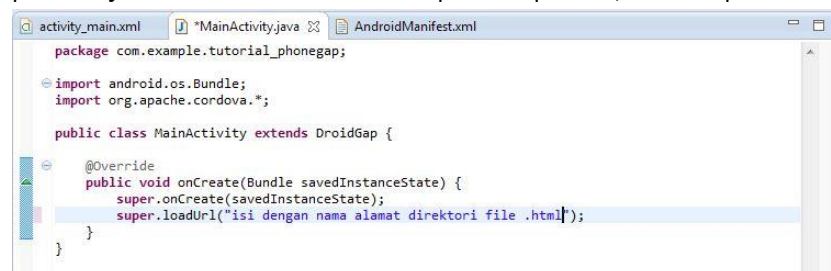 activity_main.xml *MainActivity.java AndroidManifest.xml
package com.example.tutorial_phonegap;
import android.os.Bundle;
import org.apache.cordova.*;
public class MainActivity extends DroidGap {
@Override
public void onCreate(Bundle savedInstanceState) {
super.onCreate(savedInstanceState);
super.loadUrl("isi dengan nama alamat direktori file .html");
}
}